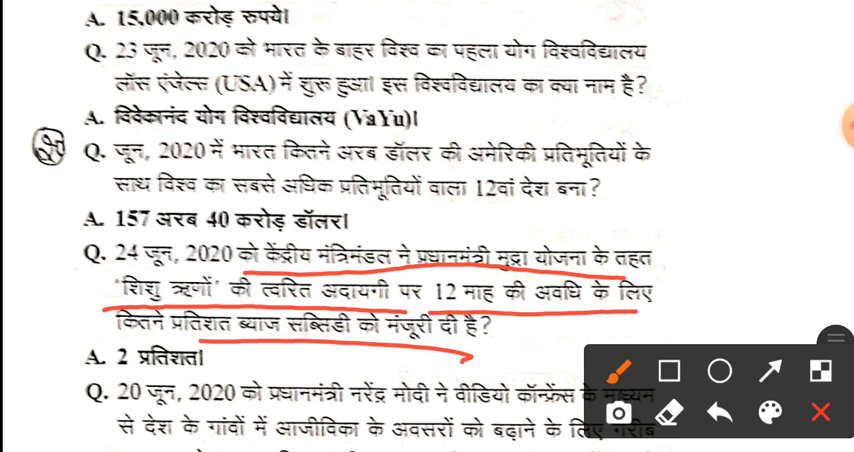 A. 15,000 करोड़ रुपये।
Q. 23 जून, 2020 को भारत के बाहर विश्व का पहला योग विश्वविद्यालय
लॉस एंजेल्स (USA) में शुरू हुआ। इस विश्वविद्यालय का क्या नाम है?
A. विवेकानंद योग विश्वविद्यालय (VaYu)।
Q. जून, 2020 में भारत कितने अरब डॉलर की अमेरिकी प्रतिभूतियों के
साथ विश्व का सबसे अधिक प्रतिभूतियों वाला 12वां देश बना?
A. 157 अरब 40 करोड़ डॉलर।
Q. 24 जून, 2020 को केंद्रीय मंत्रिमंडल ने प्रधानमंत्री मुद्रा योजना के तहत
'शिशु ऋणों' की त्वरित अदायगी पर 12 माह की अवधि के लिए
कितने प्रतिशत ब्याज सब्सिडी को मंजूरी दी है?
A. 2 प्रतिशत।
Q. 20 जून, 2020 को प्रधानमंत्री नरेंद्र मोदी ने वीडियो कॉन्फ्रेंस के माध्यम
से देश के गांवों में आजीविका के अवसरों को बढ़ाने के लिए गरीब